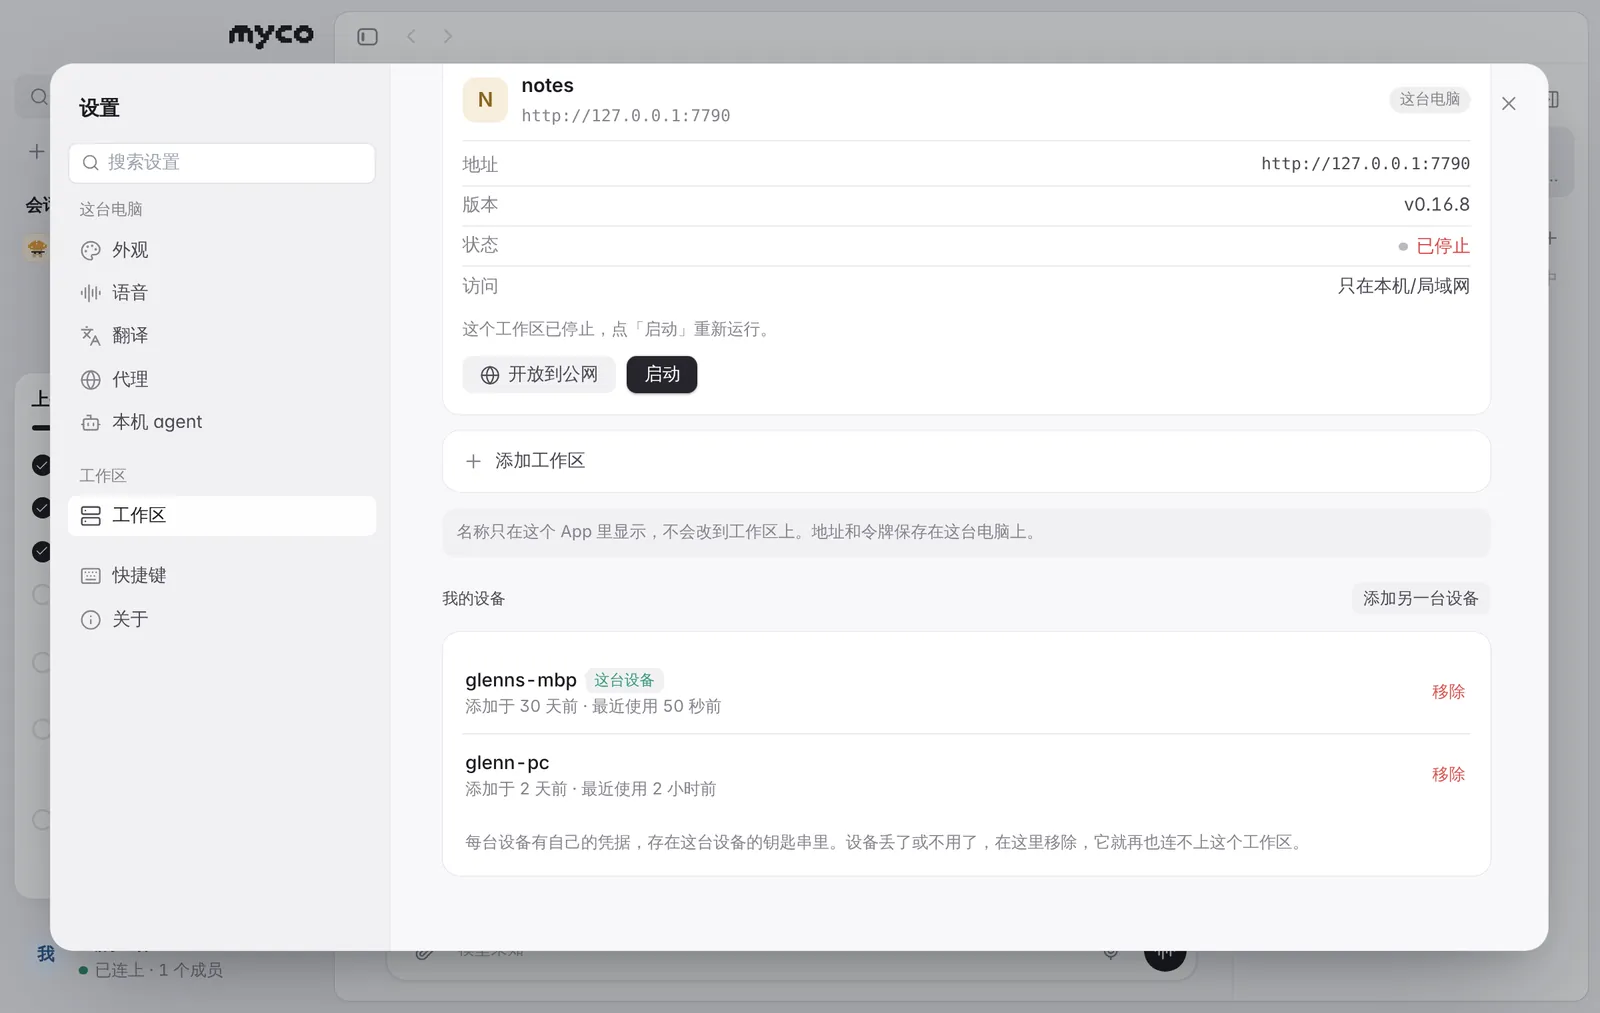 myco
设置
搜索设置
这台电脑
外观
语音
翻译
代理
本机 agent
工作区
工作区
快捷键
关于
N
notes
http://127.0.0.1:7790
这台电脑
地址
http://127.0.0.1:7790
版本
v0.16.8
状态
已停止
访问
只在本机/局域网
这个工作区已停止，点「启动」重新运行。
开放到公网
启动
添加工作区
名称只在这个 App 里显示，不会改到工作区上。地址和令牌保存在这台电脑上。
我的设备
添加另一台设备
glenns-mbp
这台设备
添加于 30 天前 · 最近使用 50 秒前
移除
glenn-pc
添加于 2 天前 · 最近使用 2 小时前
移除
每台设备有自己的凭据，存在这台设备的钥匙串里。设备丢了或不用了，在这里移除，它就再也连不上这个工作区。
会
上
我
已连上 · 1 个成员